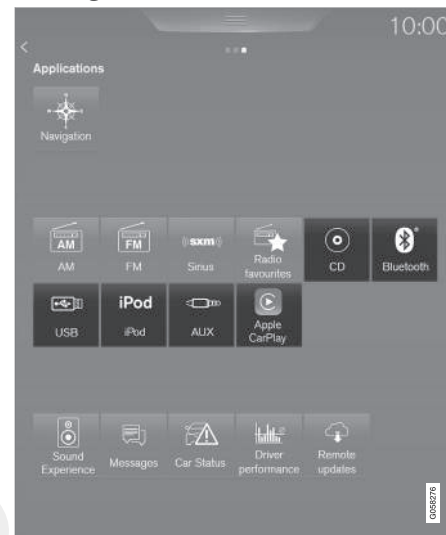 10:00
Applications
Navigation
AM
FM
sxm
AM
FM
Sirius
Radio
favourites
CD
Bluetooth
iPod
USB
iPod
AUX
Apple
CarPlay
Sound
Experience
Messages
Car Status
Driver
performance
Remote
updates
G058276